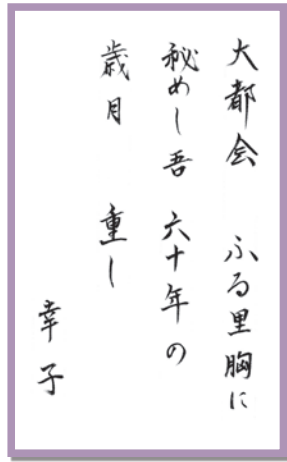 大都会　ふる里胸に
秘めし吾　六十年の
歳月　重し
幸子